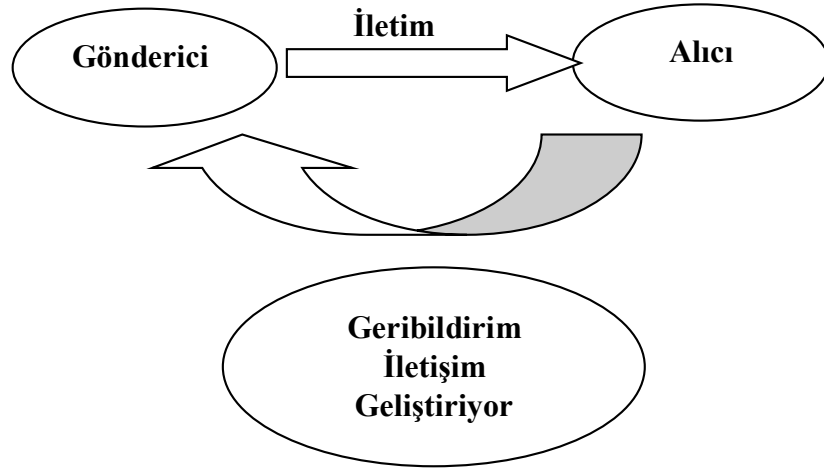 İletim
Gönderici
Alıcı
Geribildirim
İletişim
Geliştiriyor